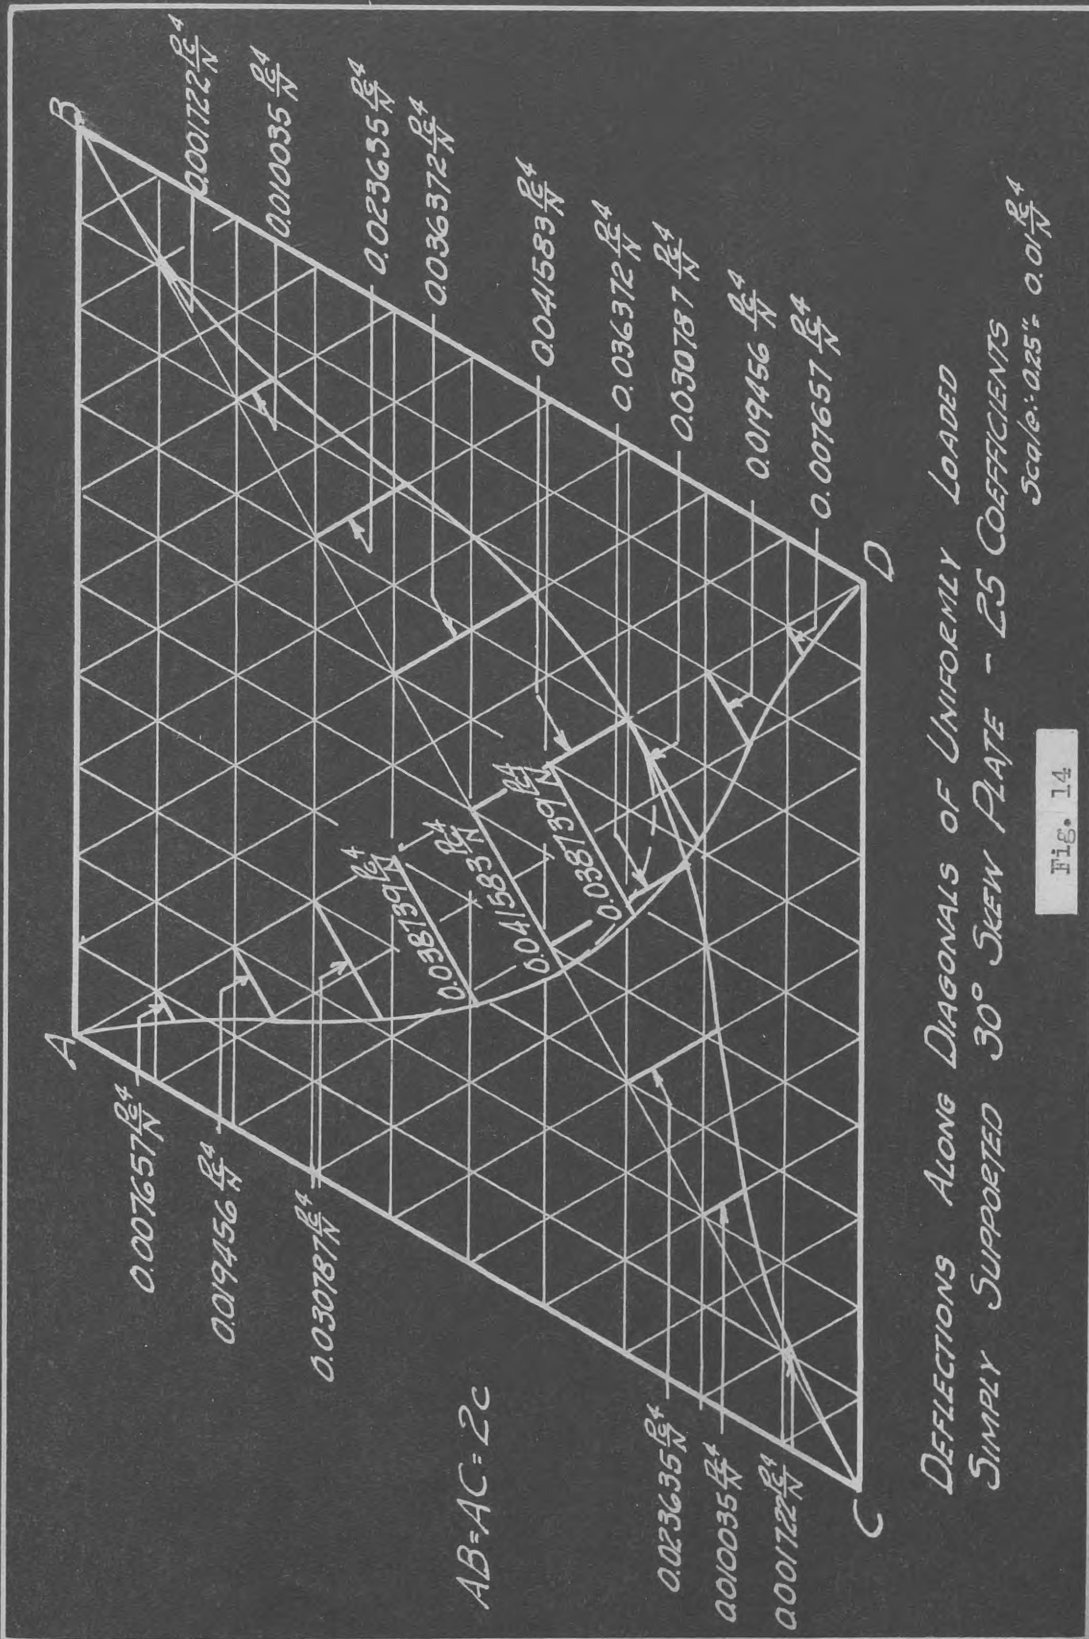 A
B
0.007657 Pc⁴/N
0.019456 Pc⁴/N
0.030787 Pc⁴/N
0.001722 Pc⁴/N
0.010035 Pc⁴/N
0.023635 Pc⁴/N
0.036372 Pc⁴/N
0.041583 Pc⁴/N
0.036372 Pc⁴/N
0.030787 Pc⁴/N
0.019456 Pc⁴/N
0.007657 Pc⁴/N
0.038739 Pc⁴/N
0.041583 Pc⁴/N
0.038739 Pc⁴/N
AB=AC=2c
0.023635 Pc⁴/N
0.010035 Pc⁴/N
0.001722 Pc⁴/N
C
D
DEFLECTIONS ALONG DIAGONALS OF UNIFORMLY LOADED
SIMPLY SUPPORTED 30° SKEW PLATE - 25 COEFFICIENTS
Scale:- 0.25" = 0.01 Pc⁴/N
Fig. 14